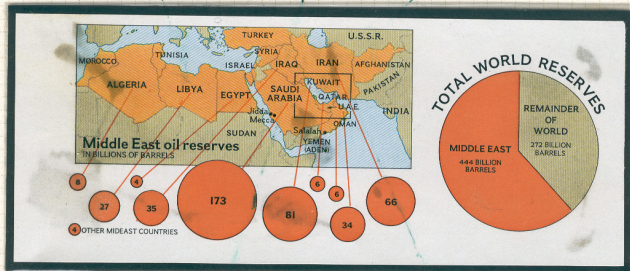 TURKEY
U.S.S.R.
MOROCCO
TUNISIA
SYRIA
ISRAEL
IRAQ
IRAN
AFGHANISTAN
ALGERIA
LIBYA
EGYPT
SAUDI
ARABIA
KUWAIT
QATAR
U.A.E.
PAKISTAN
INDIA
Jidda
Mecca
OMAN
SUDAN
Salalah
YEMEN
(ADEN)
Middle East oil reserves
IN BILLIONS OF BARRELS
8
27
4
35
173
81
6
6
34
66
4 OTHER MIDEAST COUNTRIES
TOTAL WORLD RESERVES
MIDDLE EAST
444 BILLION
BARRELS
REMAINDER
OF
WORLD
272 BILLION
BARRELS